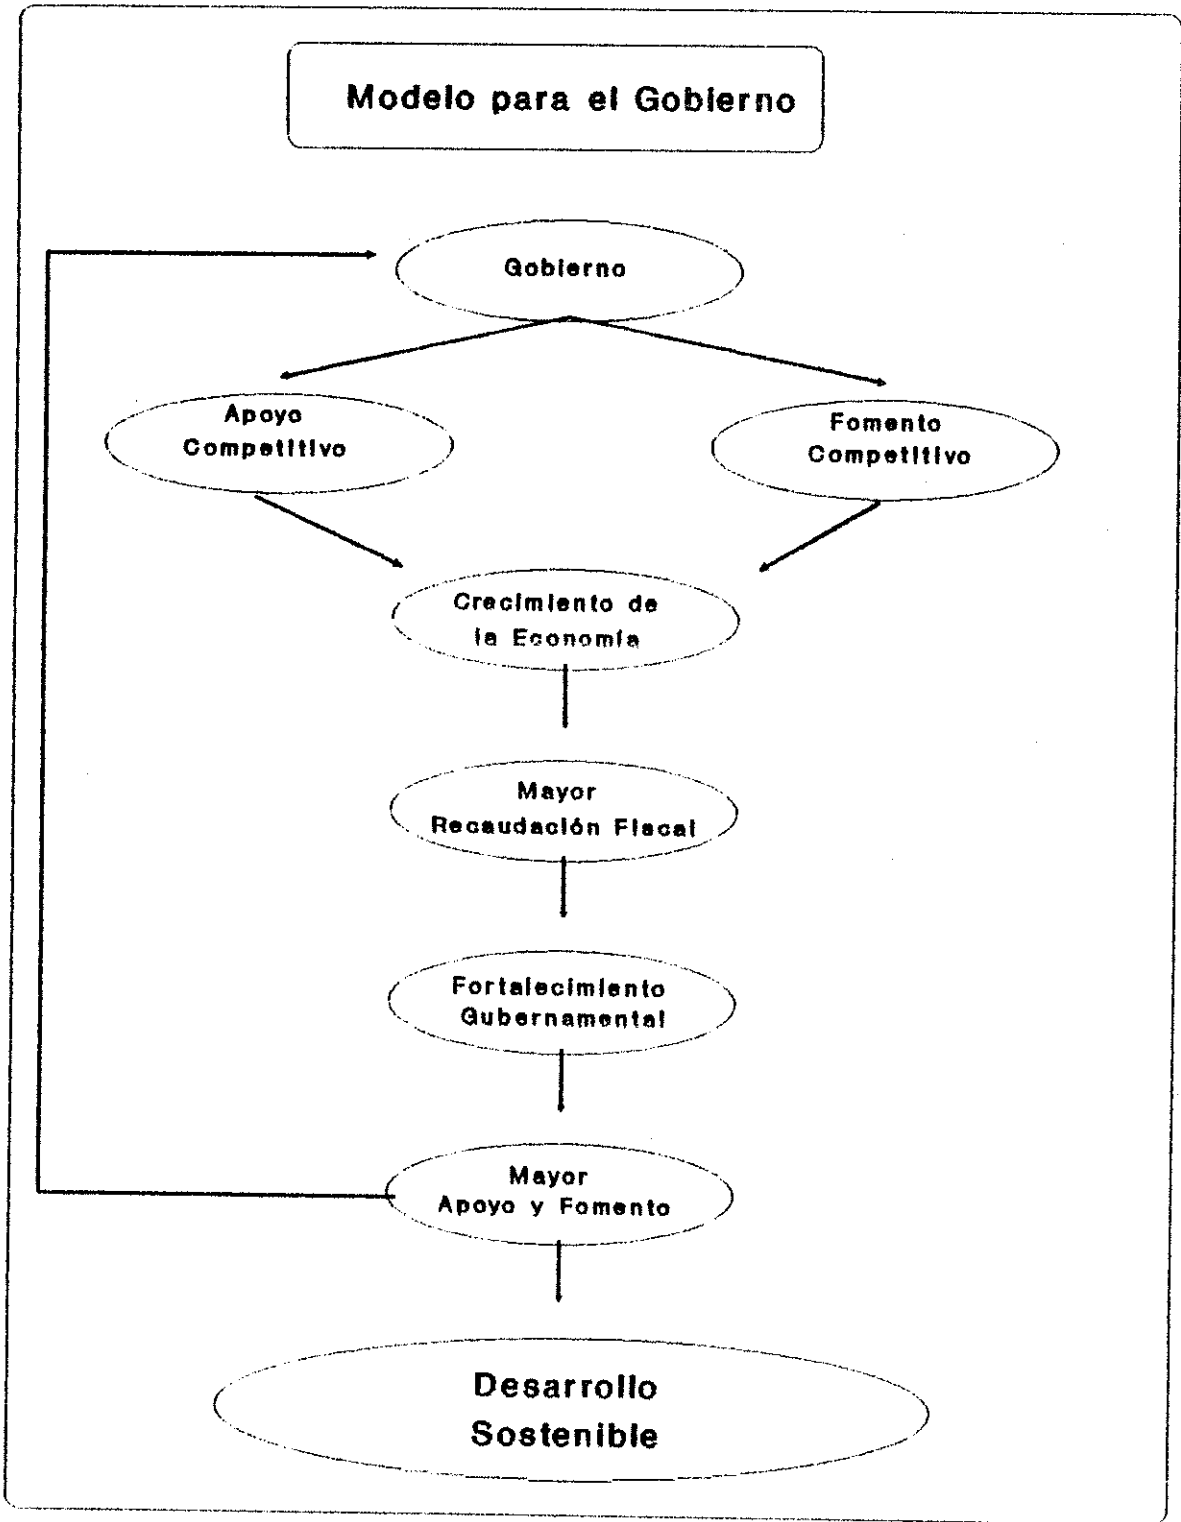 Modelo para el Gobierno
Gobierno
Apoyo
Competitivo
Fomento
Competitivo
Crecimiento de
la Economía
Mayor
Recaudación Fiscal
Fortalecimiento
Gubernamental
Mayor
Apoyo y Fomento
Desarrollo
Sostenible